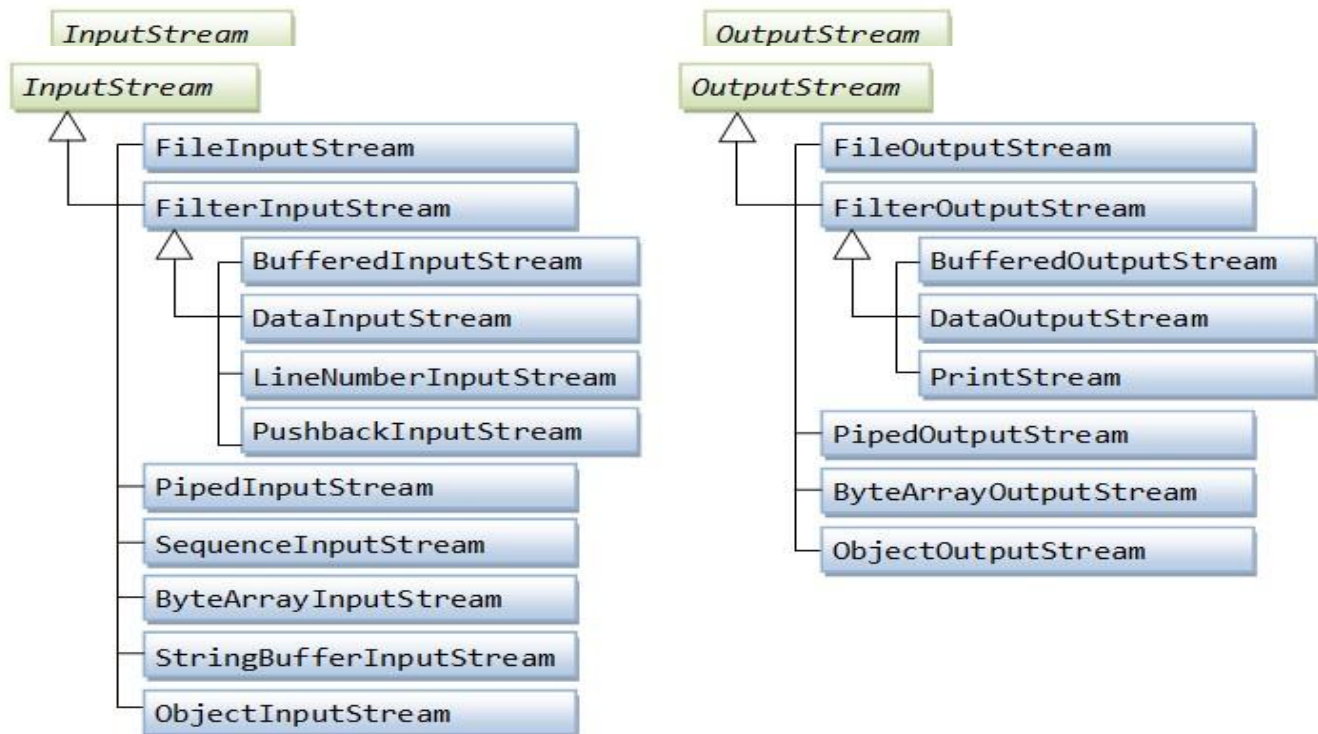 InputStream
InputStream
FileInputStream
FilterInputStream
BufferedInputStream
DataInputStream
LineNumberInputStream
PushbackInputStream
PipedInputStream
SequenceInputStream
ByteArrayInputStream
StringBufferInputStream
ObjectInputStream
OutputStream
OutputStream
FileOutputStream
FilterOutputStream
BufferedOutputStream
DataOutputStream
PrintStream
PipedOutputStream
ByteArrayOutputStream
ObjectOutputStream